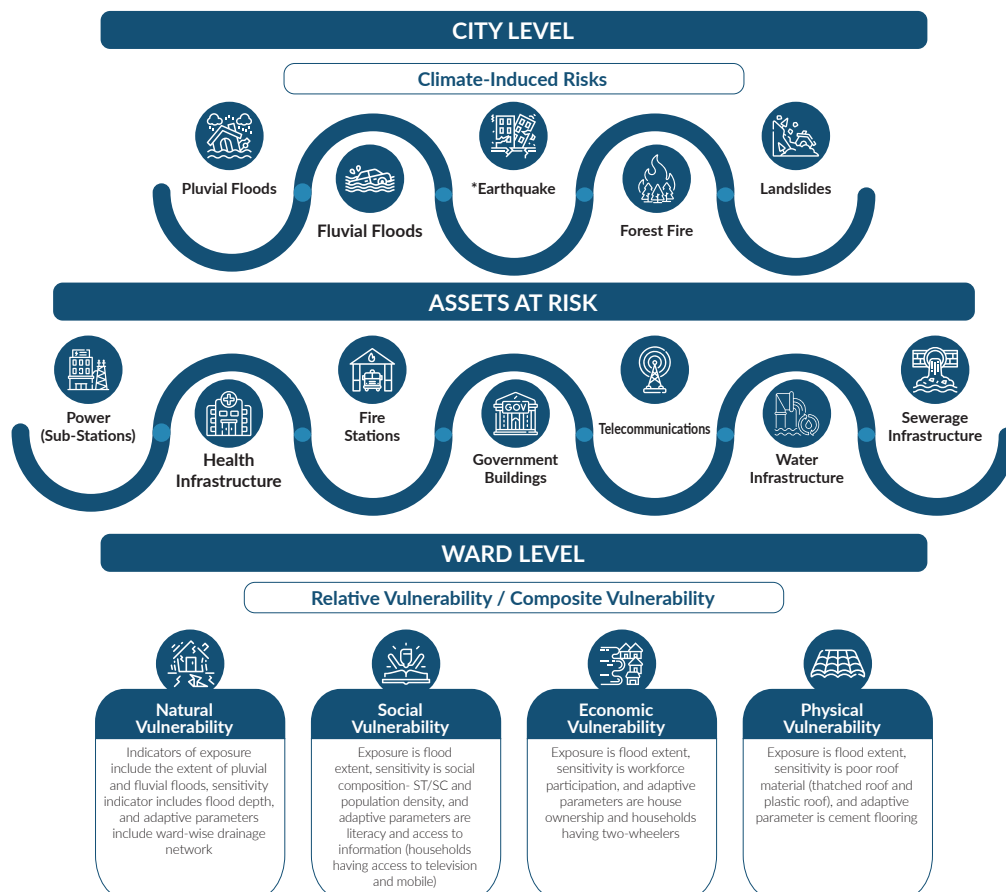 CITY LEVEL
Climate-Induced Risks
Pluvial Floods
Fluvial Floods
*Earthquake
Forest Fire
Landslides
ASSETS AT RISK
Power
(Sub-Stations)
Health
Infrastructure
Fire
Stations
GOV
Government
Buildings
Telecommunications
Water
Infrastructure
Sewerage
Infrastructure
WARD LEVEL
Relative Vulnerability / Composite Vulnerability
Natural
Vulnerability
Indicators of exposure
include the extent of pluvial
and fluvial floods, sensitivity
indicator includes flood depth,
and adaptive parameters
include ward-wise drainage
network
Social
Vulnerability
Exposure is flood
extent, sensitivity is social
composition- ST/SC and
population density, and
adaptive parameters are
literacy and access to
information (households
having access to television
and mobile)
Economic
Vulnerability
Exposure is flood extent,
sensitivity is workforce
participation, and adaptive
parameters are house
ownership and households
having two-wheelers
Physical
Vulnerability
Exposure is flood extent,
sensitivity is poor roof
material (thatched roof and
plastic roof), and adaptive
parameter is cement flooring